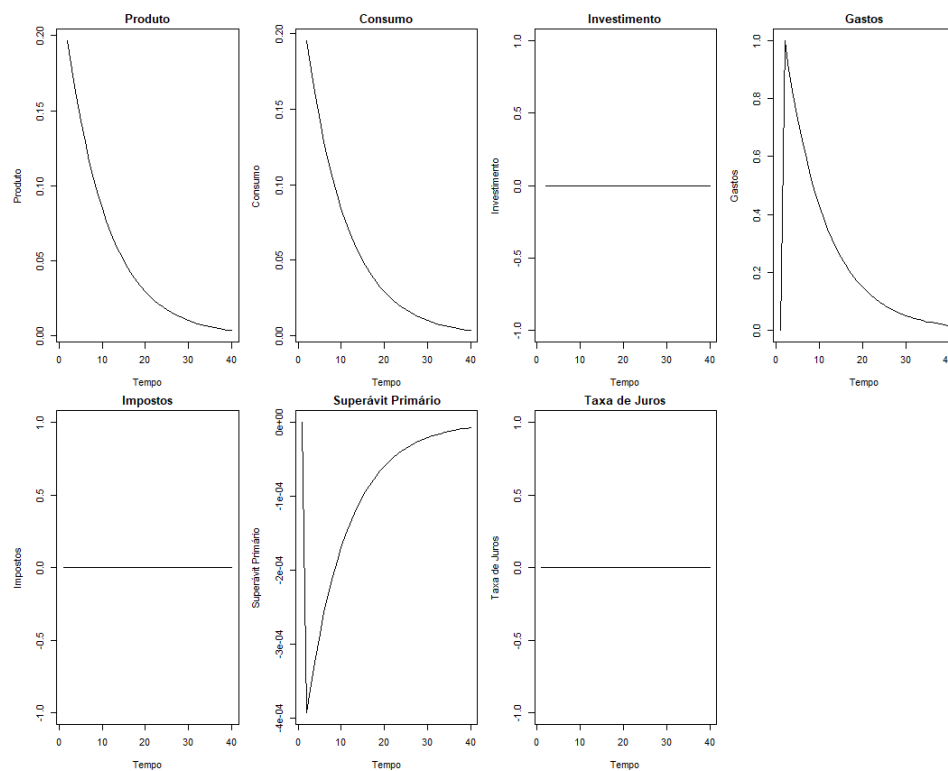 Produto
Produto
0.00 0.05 0.10 0.15 0.20
0 10 20 30 40
Tempo
Consumo
Consumo
0.00 0.05 0.10 0.15 0.20
0 10 20 30 40
Tempo
Investimento
Investimento
-1.0 -0.5 0.0 0.5 1.0
0 10 20 30 40
Tempo
Gastos
Gastos
0.0 0.2 0.4 0.6 0.8 1.0
0 10 20 30 40
Tempo
Impostos
Impostos
-1.0 -0.5 0.0 0.5 1.0
0 10 20 30 40
Tempo
Superávit Primário
Superávit Primário
-4e-04 -3e-04 -2e-04 -1e-04 0e+00
0 10 20 30 40
Tempo
Taxa de Juros
Taxa de Juros
-1.0 -0.5 0.0 0.5 1.0
0 10 20 30 40
Tempo